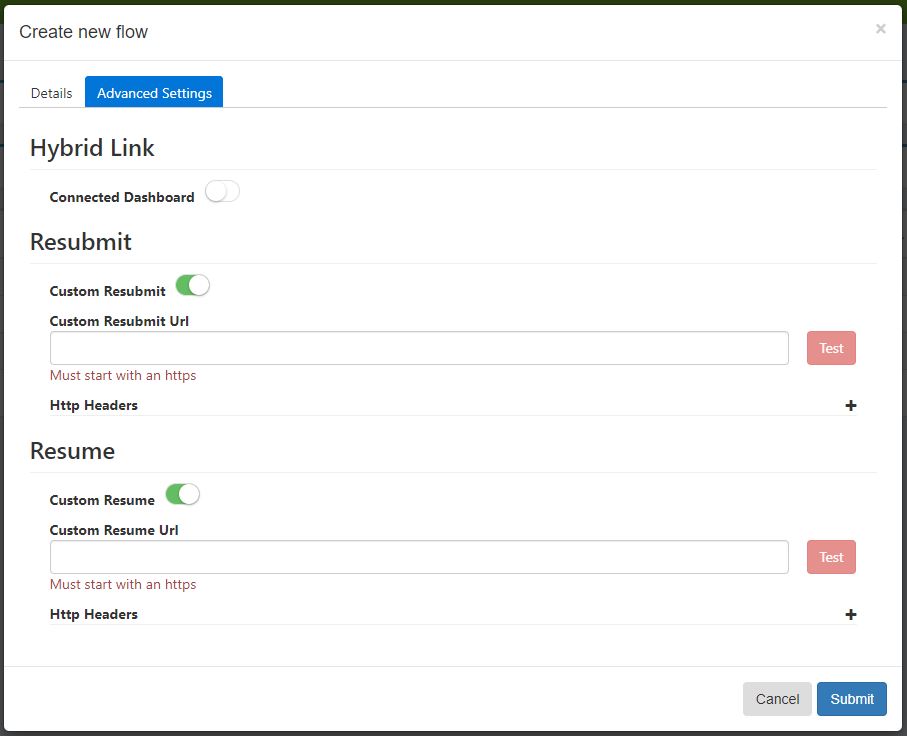 Create new flow ×
Details Advanced Settings
Hybrid Link
Connected Dashboard
Resubmit
Custom Resubmit
Custom Resubmit Url
Test
Must start with an https
Http Headers +
Resume
Custom Resume
Custom Resume Url
Test
Must start with an https
Http Headers +
Cancel Submit